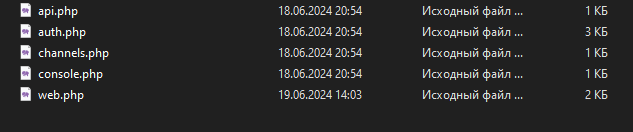 api.php 18.06.2024 20:54 Исходный файл ... 1 КБ
auth.php 18.06.2024 20:54 Исходный файл ... 3 КБ
channels.php 18.06.2024 20:54 Исходный файл ... 1 КБ
console.php 18.06.2024 20:54 Исходный файл ... 1 КБ
web.php 19.06.2024 14:03 Исходный файл ... 2 КБ